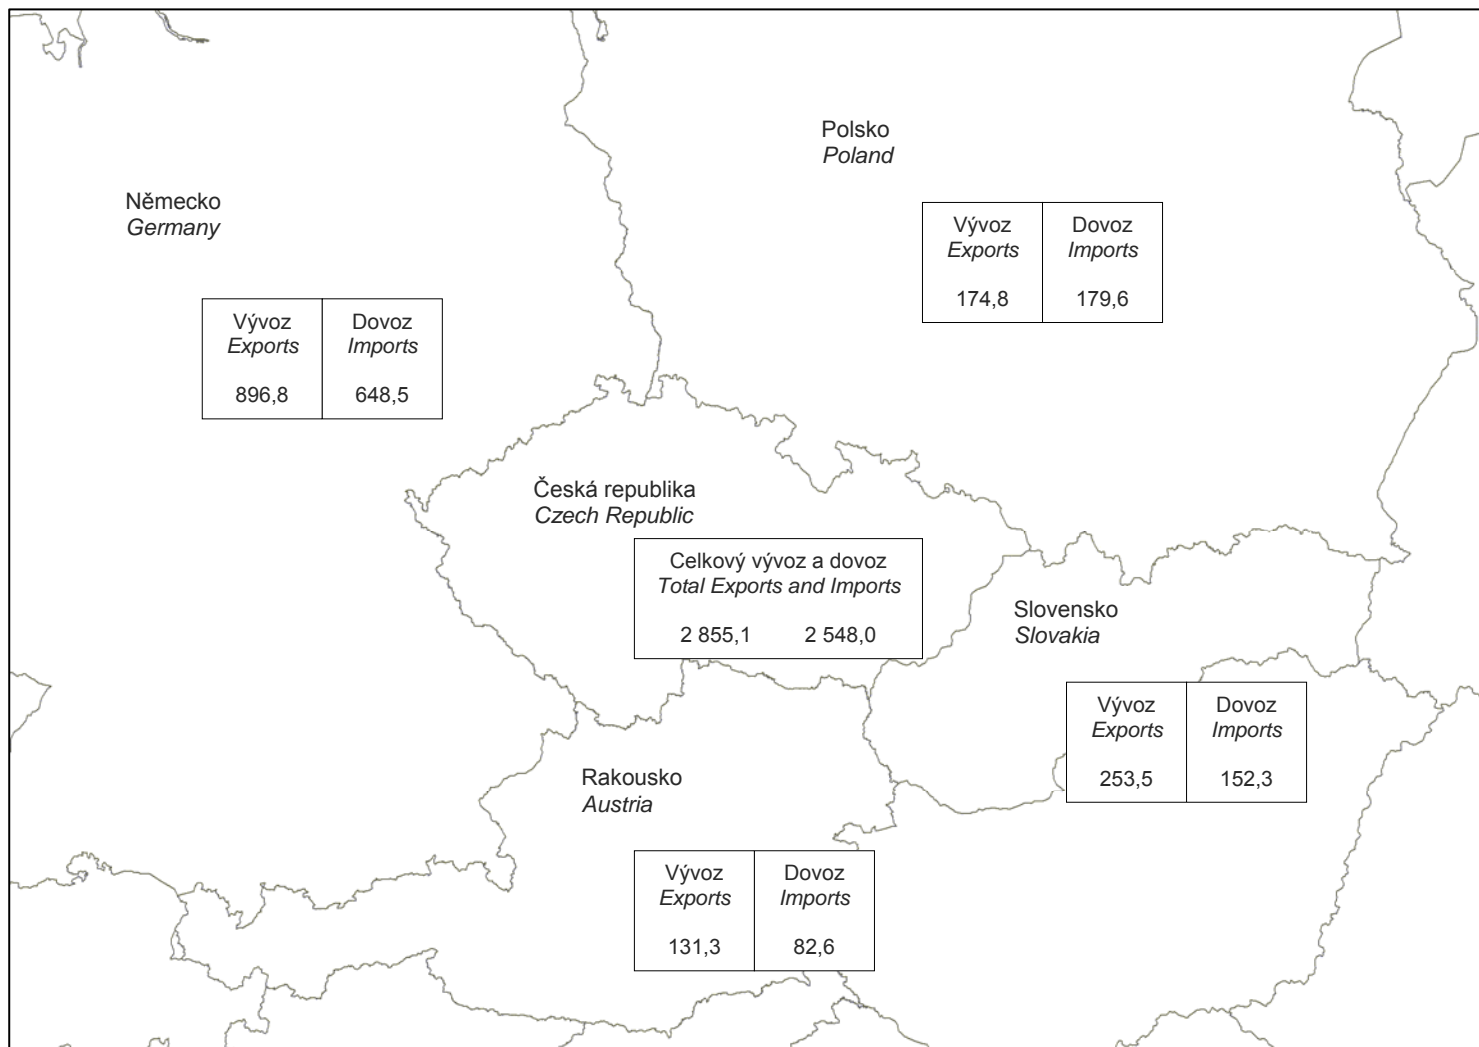 Polsko
Poland
Německo
Germany
Vývoz
Exports
174,8
Dovoz
Imports
179,6
Vývoz
Exports
896,8
Dovoz
Imports
648,5
Česká republika
Czech Republic
Celkový vývoz a dovoz
Total Exports and Imports
2 855,1 2 548,0
Slovensko
Slovakia
Vývoz
Exports
253,5
Dovoz
Imports
152,3
Rakousko
Austria
Vývoz
Exports
131,3
Dovoz
Imports
82,6